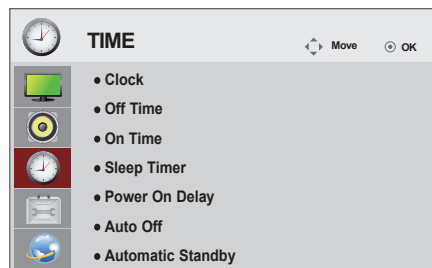 TIME
Move OK
● Clock
● Off Time
● On Time
● Sleep Timer
● Power On Delay
● Auto Off
● Automatic Standby